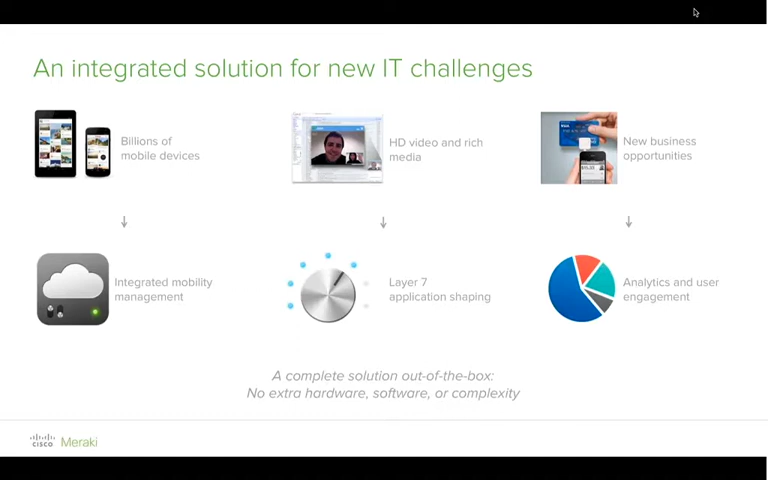 An integrated solution for new IT challenges
Billions of
mobile devices
HD video and rich
media
New business
opportunities
Integrated mobility
management
Layer 7
application shaping
Analytics and user
engagement
A complete solution out-of-the-box:
No extra hardware, software, or complexity
cisco Meraki